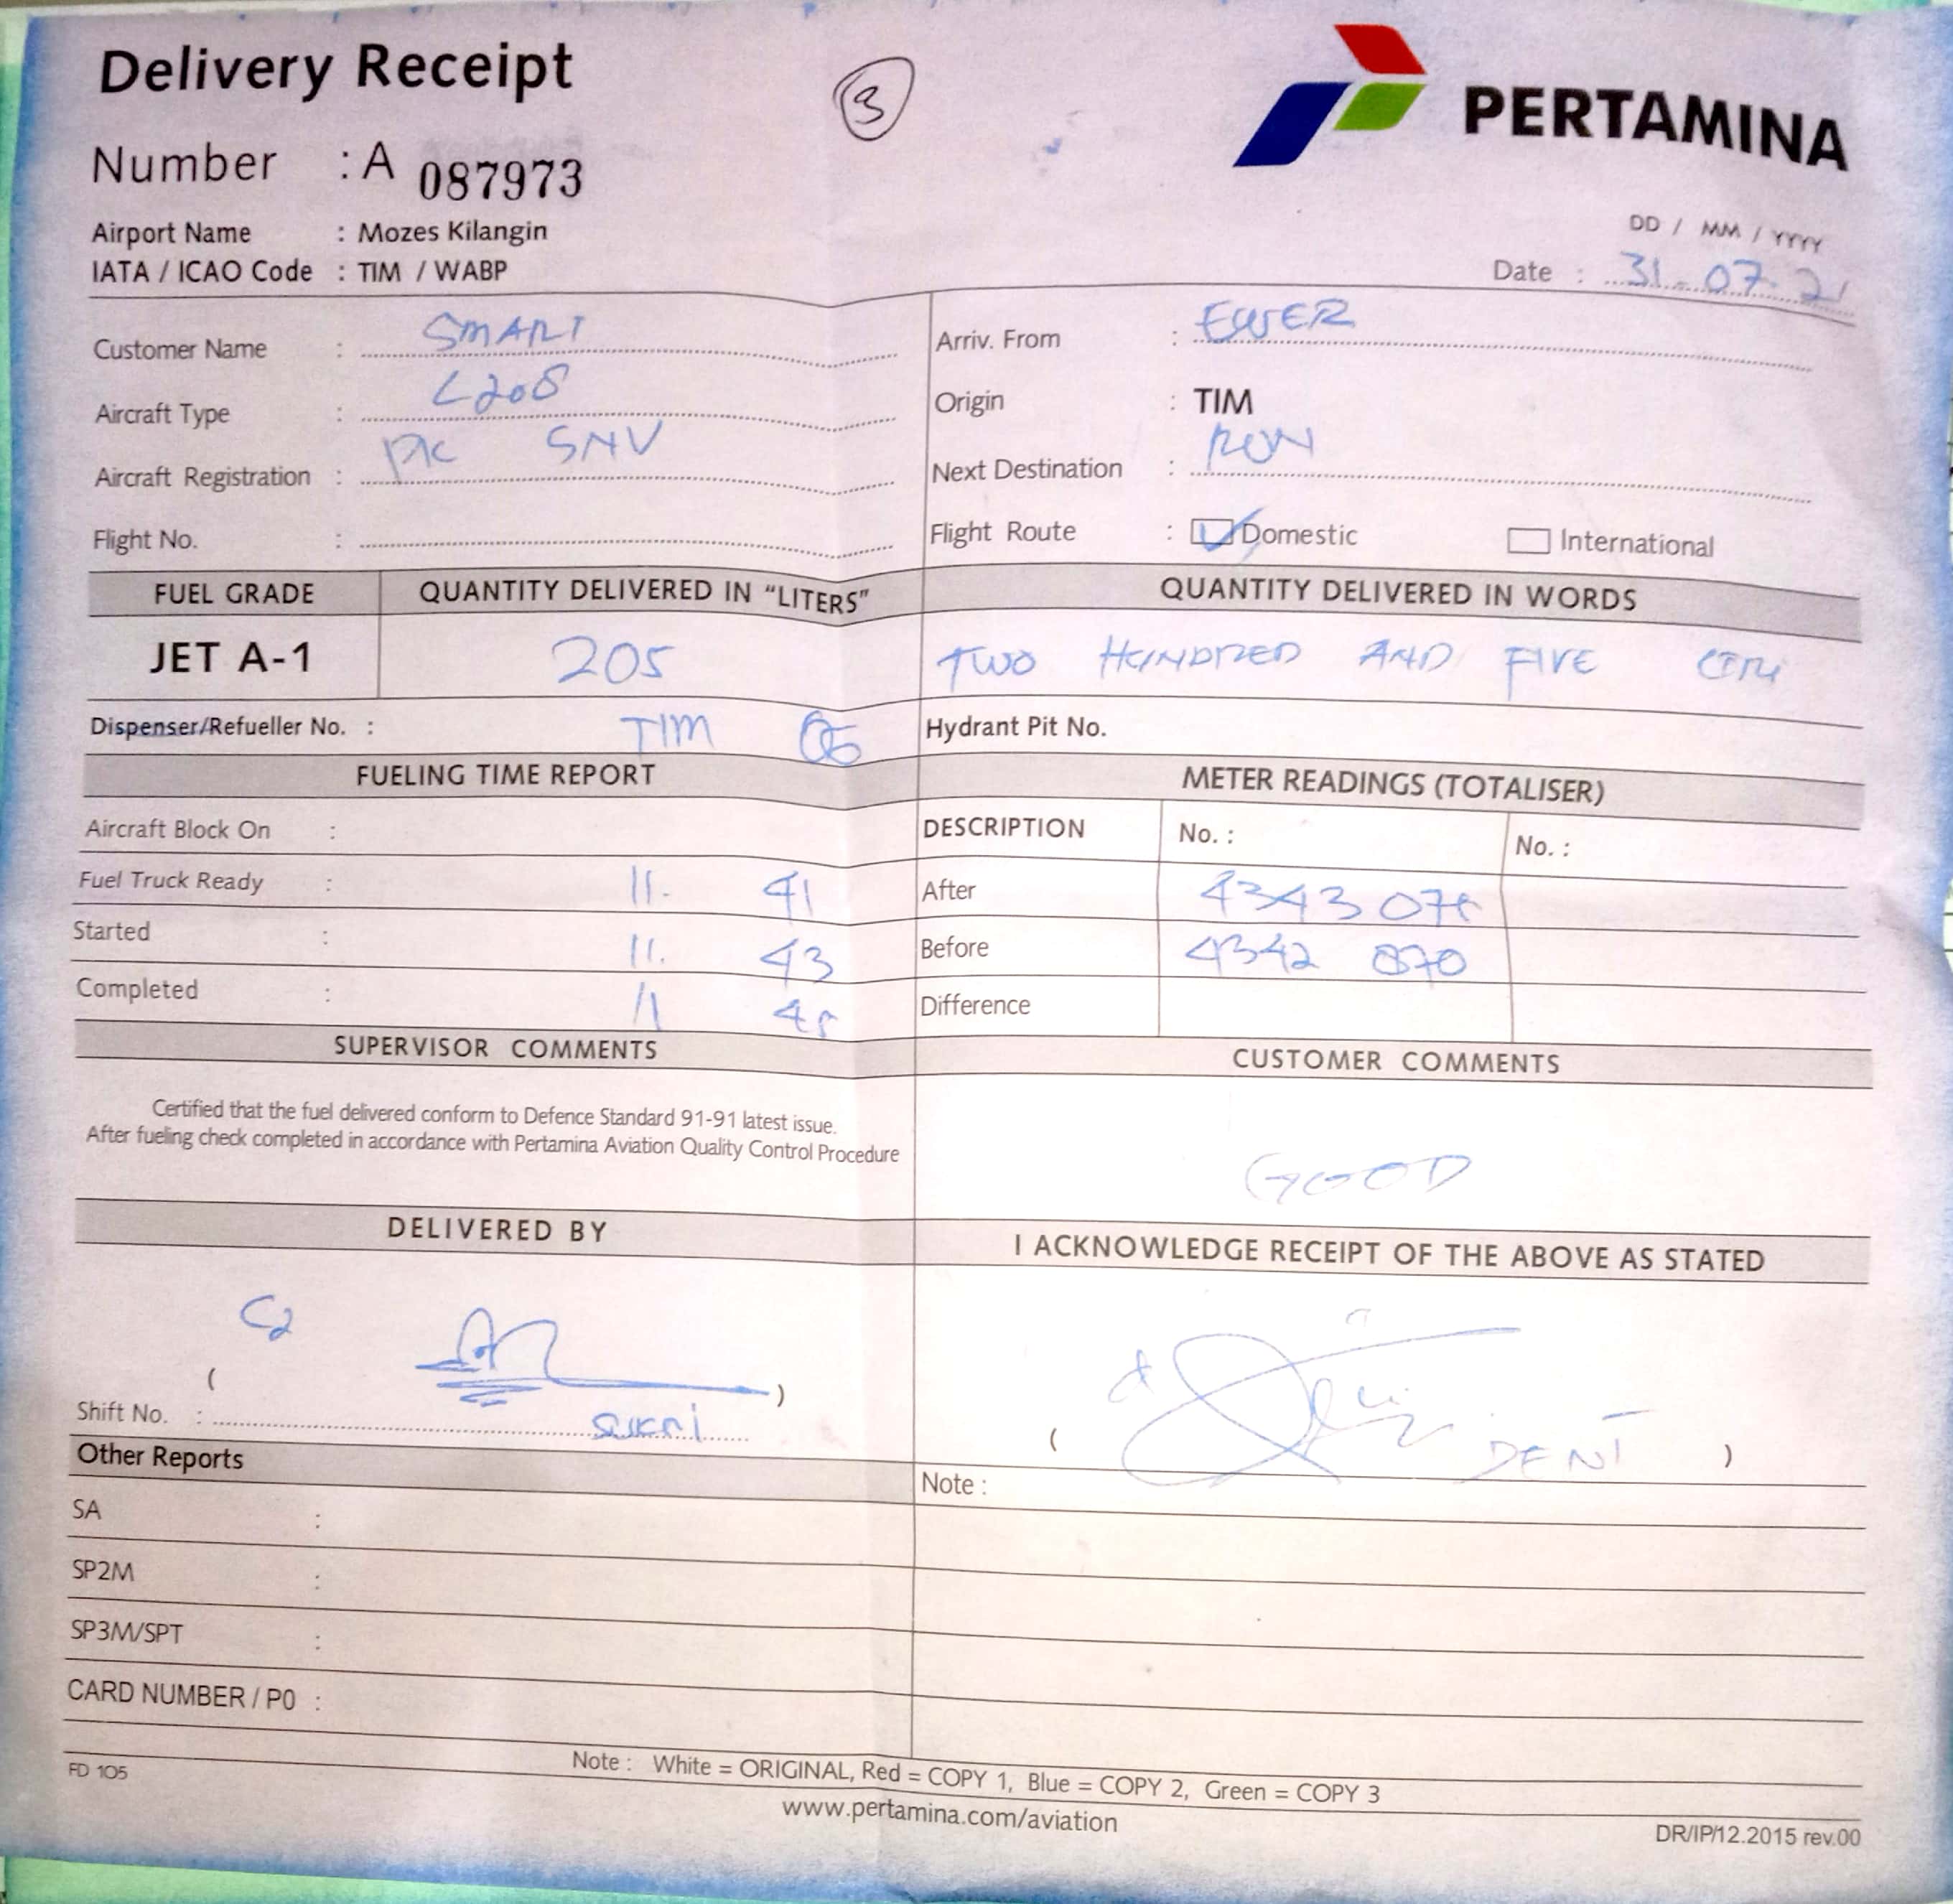 Delivery Receipt
3
PERTAMINA
Number : A 087973
Airport Name : Mozes Kilangin
IATA / ICAO Code : TIM / WABP
DD / MM / YYYY
Date : 31-07-21
Customer Name : SMART
Arriv. From : EWER
Aircraft Type : C208
Origin : TIM
Aircraft Registration : PK SNV
Next Destination : RON
Flight No. :
Flight Route : Domestic International
FUEL GRADE QUANTITY DELIVERED IN "LITERS" QUANTITY DELIVERED IN WORDS
JET A-1 205 TWO HUNDRED AND FIVE
Dispenser/Refueller No. : TIM Hydrant Pit No.
FUELING TIME REPORT METER READINGS (TOTALISER)
Aircraft Block On :
DESCRIPTION No. : No. :
Fuel Truck Ready : 11. 41
After 4343 075
Started : 11. 43
Before 4342 870
Completed : 11 45
Difference
SUPERVISOR COMMENTS CUSTOMER COMMENTS
Certified that the fuel delivered conform to Defence Standard 91-91 latest issue.
After fueling check completed in accordance with Pertamina Aviation Quality Control Procedure
GOOD
DELIVERED BY I ACKNOWLEDGE RECEIPT OF THE ABOVE AS STATED
C2
( )
Shift No. : sukri
( DENI )
Other Reports
Note :
SA :
SP2M :
SP3M/SPT :
CARD NUMBER / P0 :
FD 105
Note : White = ORIGINAL, Red = COPY 1, Blue = COPY 2, Green = COPY 3
www.pertamina.com/aviation
DR/IP/12.2015 rev.00